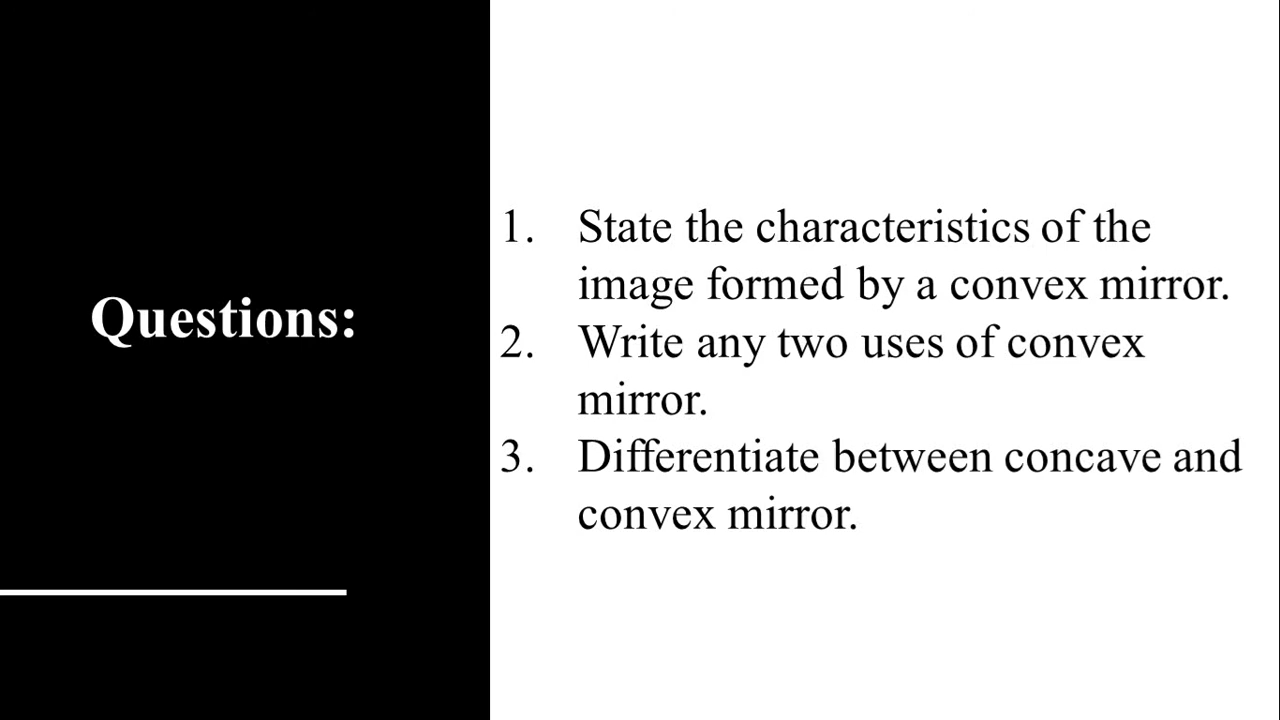 Questions:
1. State the characteristics of the
image formed by a convex mirror.
2. Write any two uses of convex
mirror.
3. Differentiate between concave and
convex mirror.